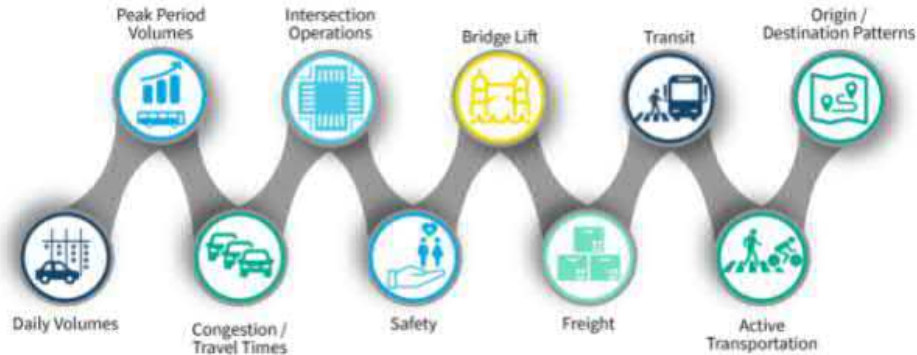 Peak Period
Volumes
Intersection
Operations
Bridge Lift
Transit
Origin /
Destination Patterns
Daily Volumes
Congestion /
Travel Times
Safety
Freight
Active
Transportation